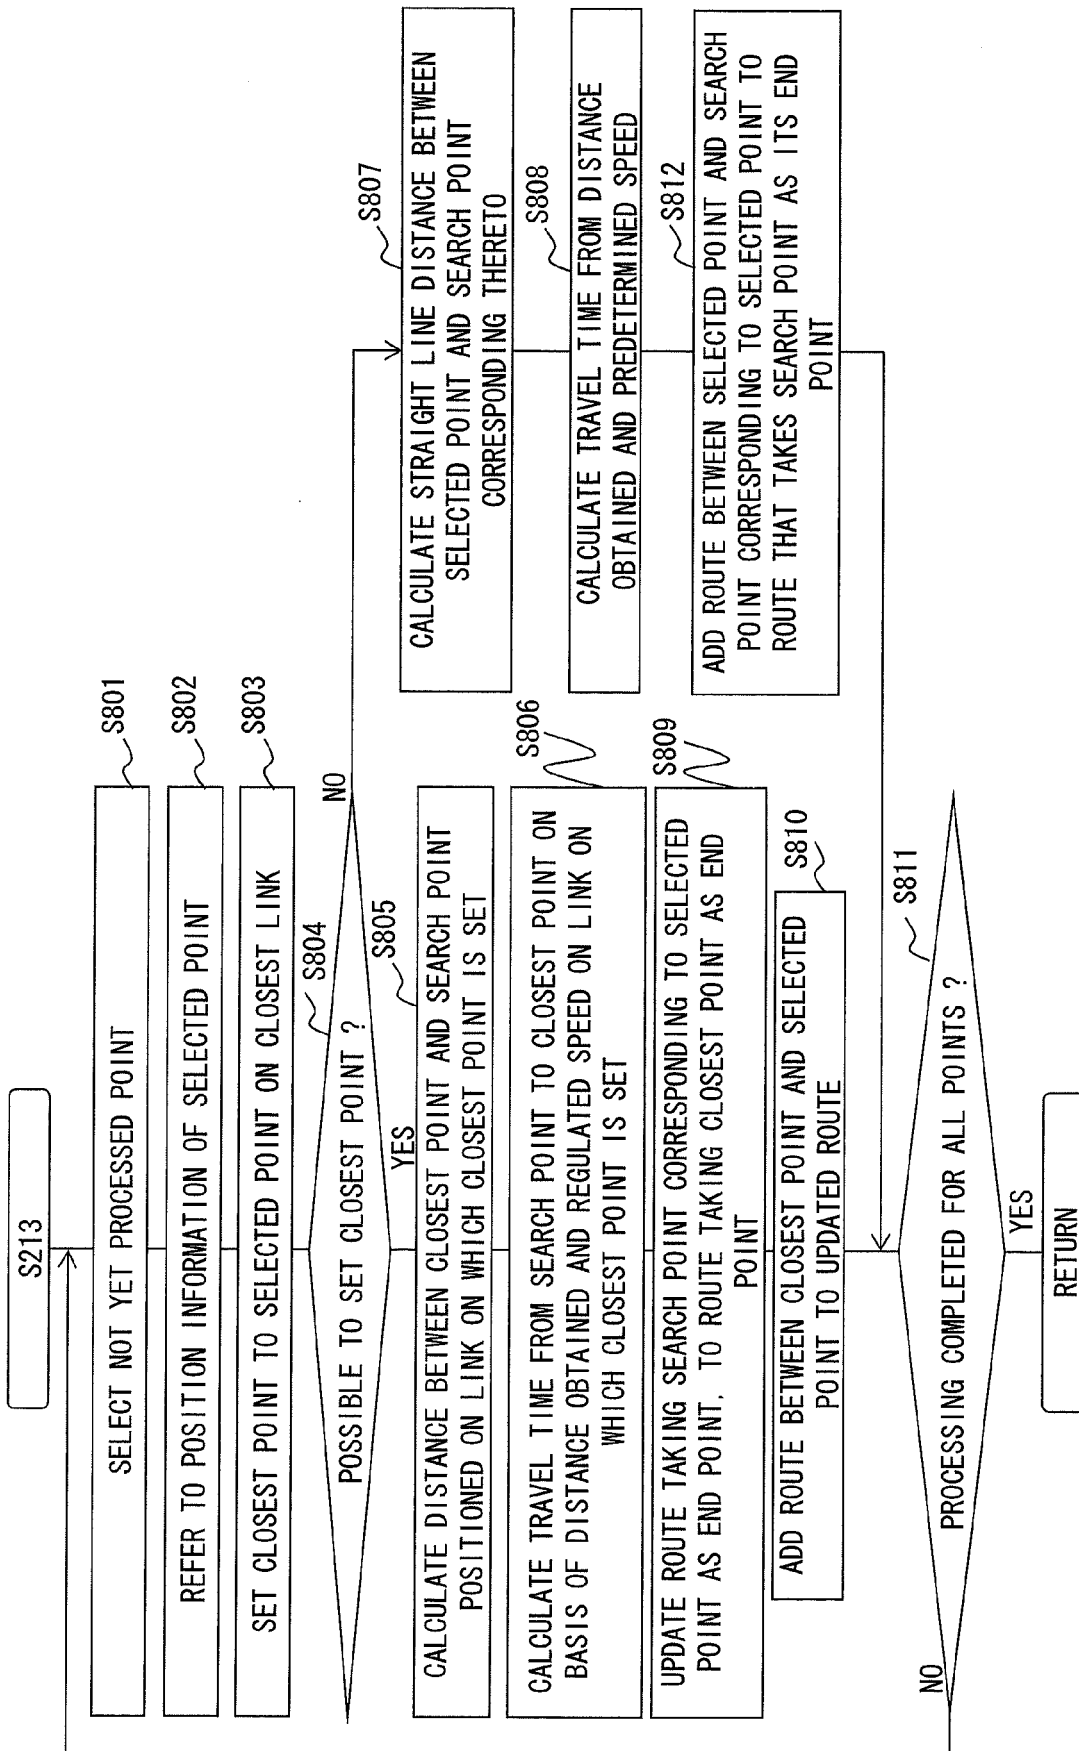 S213
SELECT NOT YET PROCESSED POINT
S801
REFER TO POSITION INFORMATION OF SELECTED POINT
S802
SET CLOSEST POINT TO SELECTED POINT ON CLOSEST LINK
S803
POSSIBLE TO SET CLOSEST POINT ?
S804
NO
YES
CALCULATE DISTANCE BETWEEN CLOSEST POINT AND SEARCH POINT
POSITIONED ON LINK ON WHICH CLOSEST POINT IS SET
S805
CALCULATE TRAVEL TIME FROM SEARCH POINT TO CLOSEST POINT ON
BASIS OF DISTANCE OBTAINED AND REGULATED SPEED ON LINK ON
WHICH CLOSEST POINT IS SET
S806
UPDATE ROUTE TAKING SEARCH POINT CORRESPONDING TO SELECTED
POINT AS END POINT, TO ROUTE TAKING CLOSEST POINT AS END
POINT
S809
ADD ROUTE BETWEEN CLOSEST POINT AND SELECTED
POINT TO UPDATED ROUTE
S810
CALCULATE STRAIGHT LINE DISTANCE BETWEEN
SELECTED POINT AND SEARCH POINT
CORRESPONDING THERETO
S807
CALCULATE TRAVEL TIME FROM DISTANCE
OBTAINED AND PREDETERMINED SPEED
S808
ADD ROUTE BETWEEN SELECTED POINT AND SEARCH
POINT CORRESPONDING TO SELECTED POINT TO
ROUTE THAT TAKES SEARCH POINT AS ITS END
POINT
S812
PROCESSING COMPLETED FOR ALL POINTS ?
S811
NO
YES
RETURN